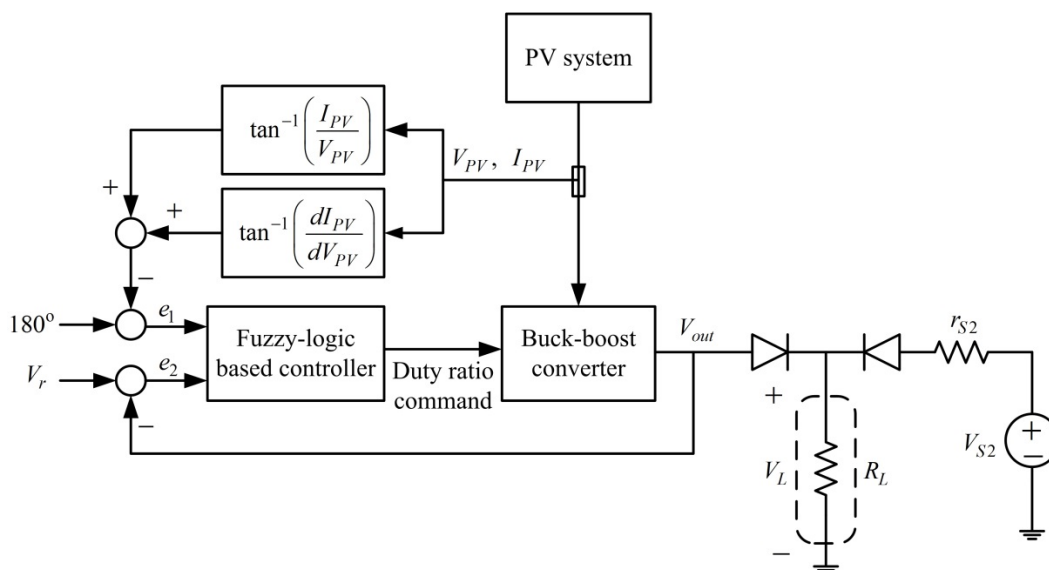 PV system
tan⁻¹(I_PV / V_PV)
V_PV, I_PV
+
+
tan⁻¹(dI_PV / dV_PV)
−
180°
e₁
Fuzzy-logic
based controller
Buck-boost
converter
V_out
r_S2
V_r
e₂
Duty ratio
command
−
+
V_L
R_L
−
+
−
V_S2